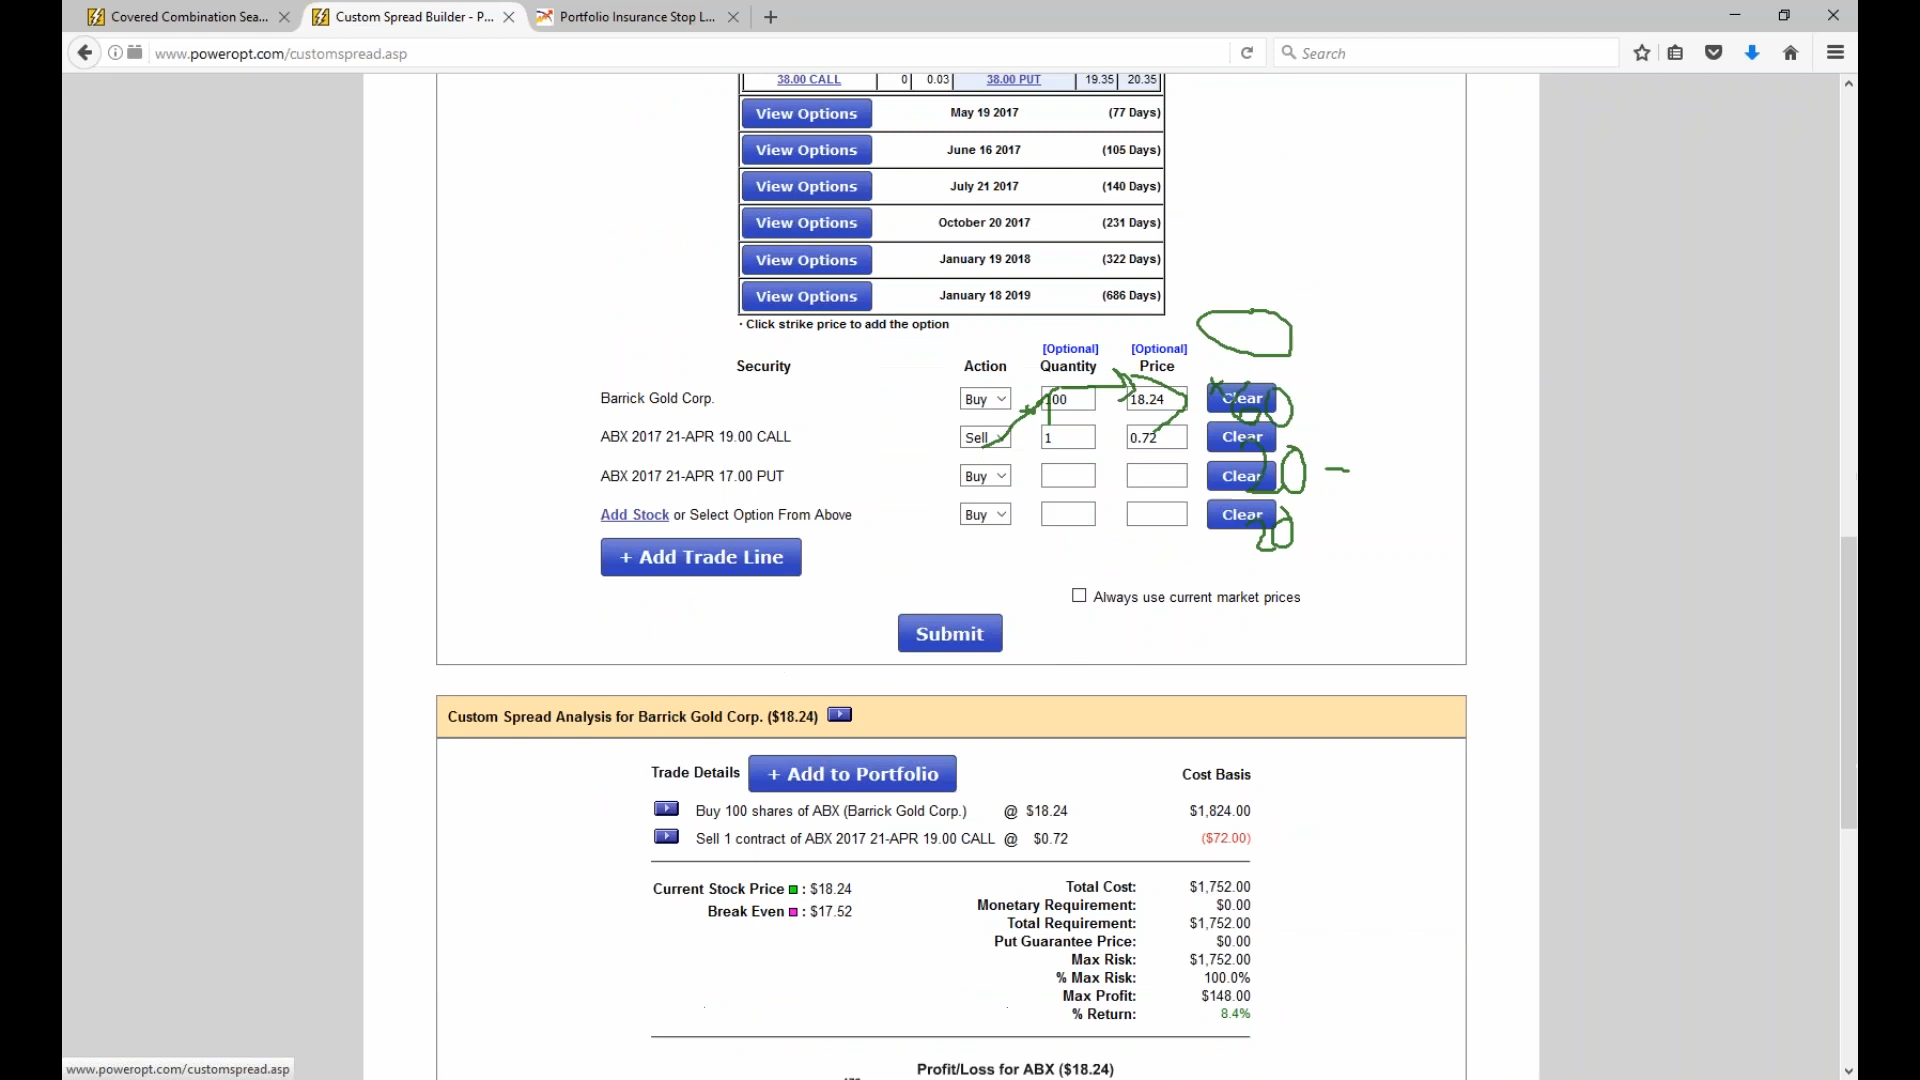 Covered Combination Sea...
Custom Spread Builder - P...
Portfolio Insurance Stop L...
www.poweropt.com/customspread.asp
Search
38.00 CALL 0 0.03 38.00 PUT 19.35 20.35
View Options May 19 2017 (77 Days)
View Options June 16 2017 (105 Days)
View Options July 21 2017 (140 Days)
View Options October 20 2017 (231 Days)
View Options January 19 2018 (322 Days)
View Options January 18 2019 (686 Days)
· Click strike price to add the option
[Optional] [Optional]
Security Action Quantity Price
Barrick Gold Corp. Buy 100 18.24 Clear
ABX 2017 21-APR 19.00 CALL Sell 1 0.72 Clear
ABX 2017 21-APR 17.00 PUT Buy Clear 20 -
Add Stock or Select Option From Above Buy Clear 20
+ Add Trade Line
Always use current market prices
Submit
Custom Spread Analysis for Barrick Gold Corp. ($18.24)
Trade Details + Add to Portfolio Cost Basis
Buy 100 shares of ABX (Barrick Gold Corp.) @ $18.24 $1,824.00
Sell 1 contract of ABX 2017 21-APR 19.00 CALL @ $0.72 ($72.00)
Current Stock Price : $18.24
Break Even : $17.52
Total Cost: $1,752.00
Monetary Requirement: $0.00
Total Requirement: $1,752.00
Put Guarantee Price: $0.00
Max Risk: $1,752.00
% Max Risk: 100.0%
Max Profit: $148.00
% Return: 8.4%
Profit/Loss for ABX ($18.24)
www.poweropt.com/customspread.asp